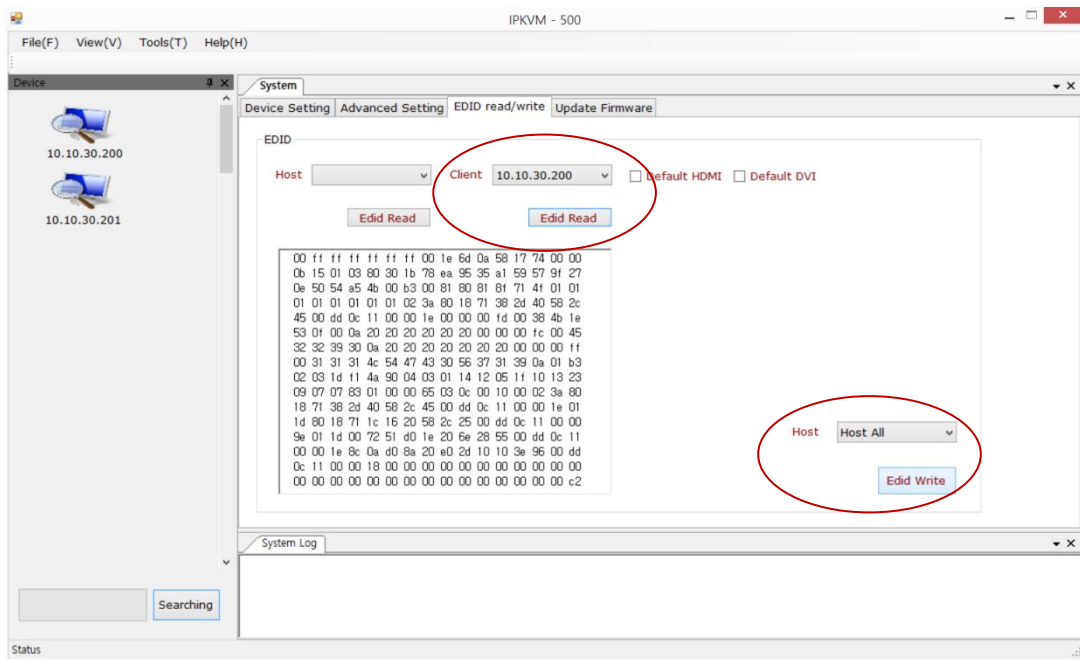 IPKVM - 500
File(F) View(V) Tools(T) Help(H)
Device
System
Device Setting Advanced Setting EDID read/write Update Firmware
10.10.30.200
10.10.30.201
EDID
Host Client 10.10.30.200 Default HDMI Default DVI
Edid Read Edid Read
00 ff ff ff ff ff ff 00 1e 6d 0a 58 17 74 00 00
0b 15 01 03 80 30 1b 78 ea 95 35 a1 59 57 9f 27
0e 50 54 a5 4b 00 b3 00 81 80 81 8f 71 4f 01 01
01 01 01 01 01 01 02 3a 80 18 71 38 2d 40 58 2c
45 00 dd 0c 11 00 00 1e 00 00 00 fd 00 38 4b 1e
53 0f 00 0a 20 20 20 20 20 20 00 00 00 fc 00 45
32 32 39 30 0a 20 20 20 20 20 20 20 00 00 00 ff
00 31 31 31 4c 54 47 43 30 56 37 31 39 0a 01 b3
02 03 1d f1 4a 90 04 03 01 14 12 05 1f 10 13 23
09 07 07 83 01 00 00 65 03 0c 00 10 00 02 3a 80
18 71 38 2d 40 58 2c 45 00 dd 0c 11 00 00 1e 01
1d 80 18 71 1c 16 20 58 2c 25 00 dd 0c 11 00 00
9e 01 1d 00 72 51 d0 1e 20 6e 28 55 00 dd 0c 11
00 00 1e 8c 0a d0 8a 20 e0 2d 10 10 3e 96 00 dd
0c 11 00 00 18 00 00 00 00 00 00 00 00 00 00 00
00 00 00 00 00 00 00 00 00 00 00 00 00 00 00 c2
Host Host All
Edid Write
System Log
Searching
Status